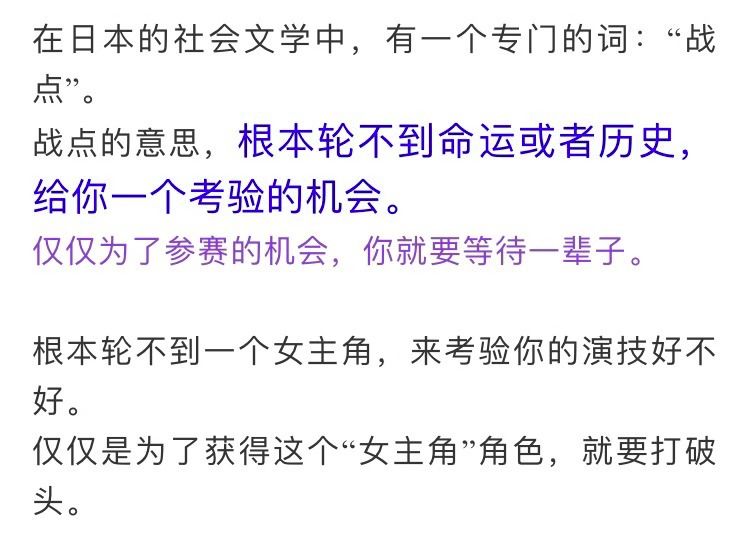 在日本的社会文学中，有一个专门的词：“战
点”。
战点的意思，根本轮不到命运或者历史，
给你一个考验的机会。
仅仅为了参赛的机会，你就要等待一辈子。
根本轮不到一个女主角，来考验你的演技好不
好。
仅仅是为了获得这个“女主角”角色，就要打破
头。